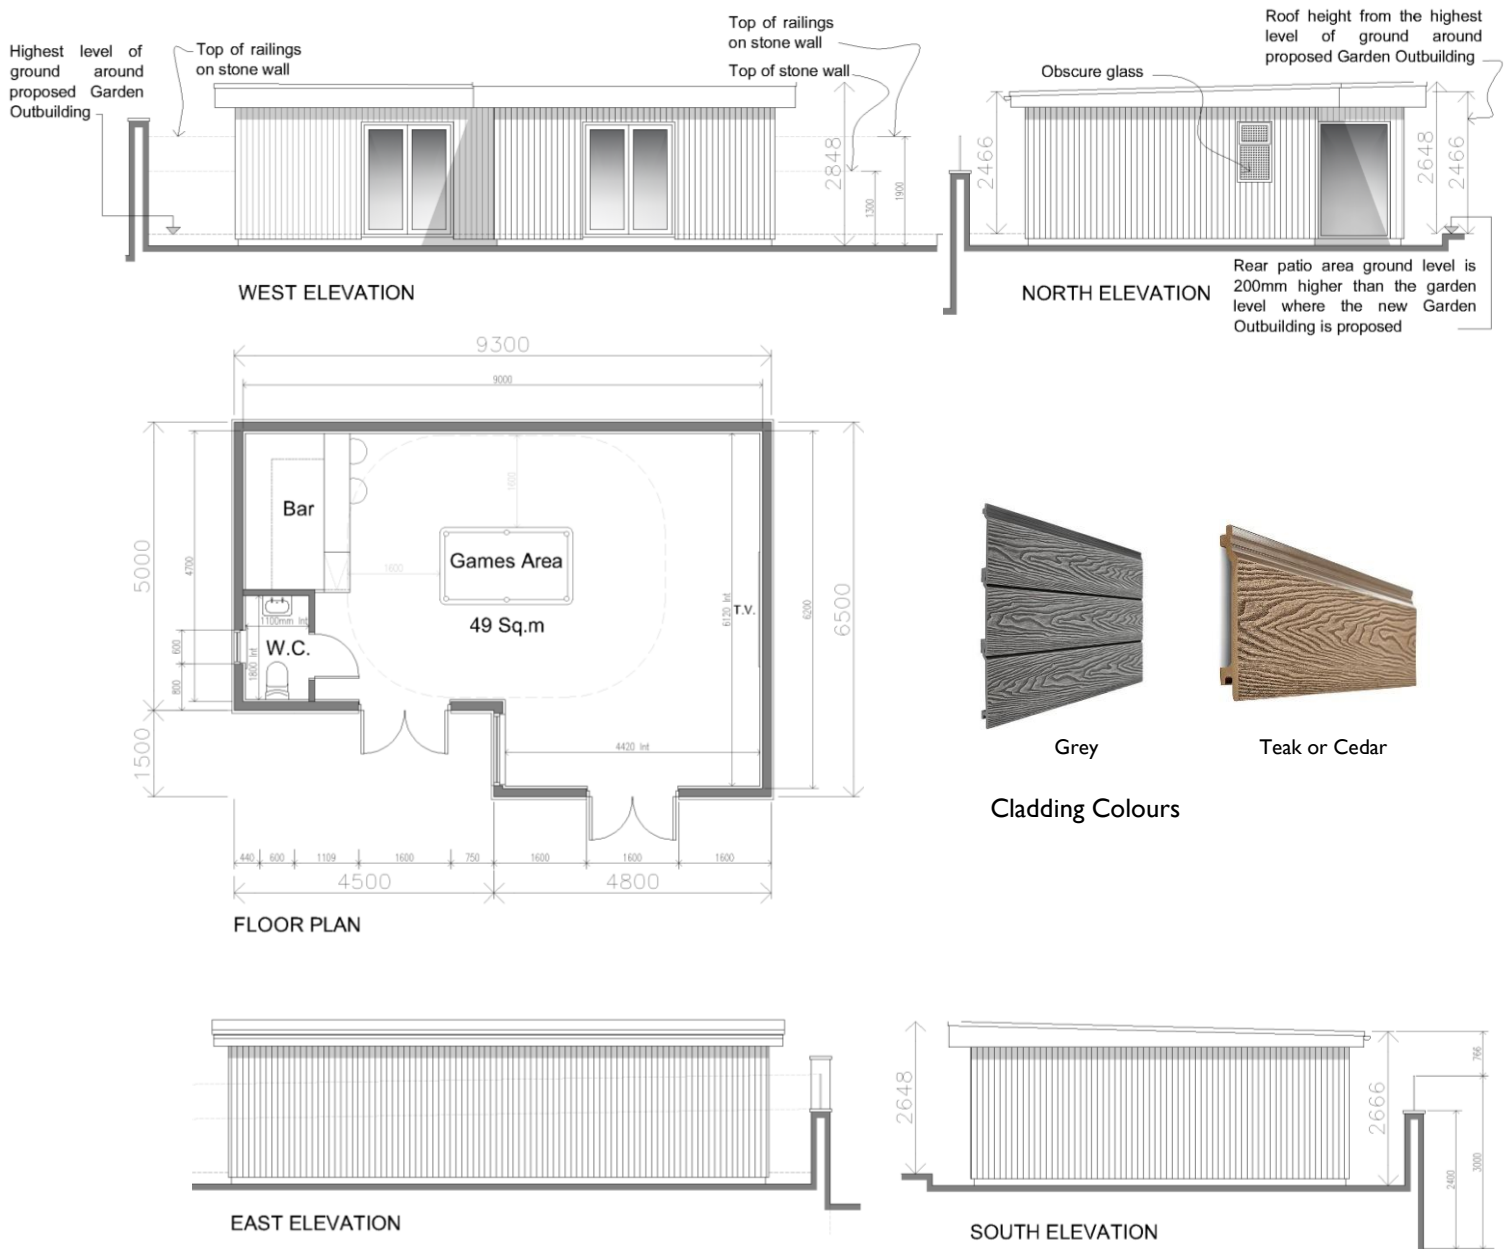 Highest level of
ground around
proposed Garden
Outbuilding
Top of railings
on stone wall
Top of railings
on stone wall
Top of stone wall
2848
1300
1900
WEST ELEVATION
Roof height from the highest
level of ground around
proposed Garden Outbuilding
Obscure glass
2466
2648
2466
NORTH ELEVATION
Rear patio area ground level is
200mm higher than the garden
level where the new Garden
Outbuilding is proposed
9300
9000
5000
4700
1600
Bar
Games Area
1600
49 Sq.m
6120 Int
T.V.
6200
6500
1100mm Int
W.C.
1800 Int
600
800
1500
4420 Int
440
600
1109
1600
750
1600
1600
1600
4500
4800
FLOOR PLAN
Grey
Teak or Cedar
Cladding Colours
EAST ELEVATION
2648
2666
766
2400
3000
SOUTH ELEVATION